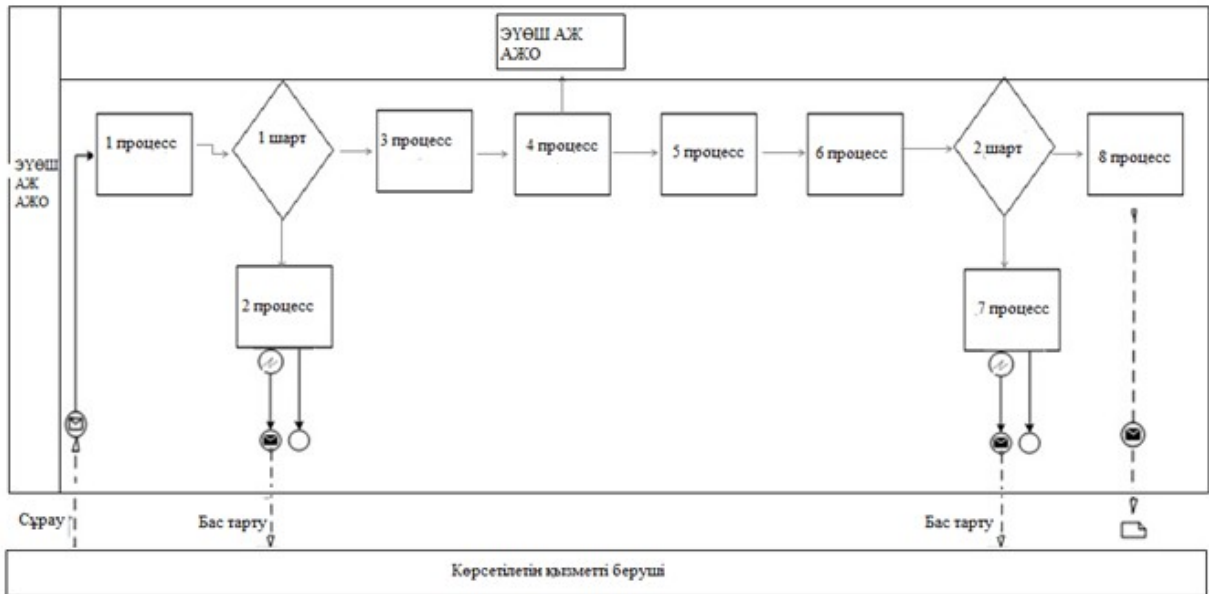 ЭҮӨШ АЖ
АЖО
ЭҮӨШ
АЖ
АЖО
1 процесс
1 шарт
3 процесс
4 процесс
5 процесс
6 процесс
2 шарт
8 процесс
2 процесс
7 процесс
Сұрау
Бас тарту
Бас тарту
Көрсетілетін қызметті беруші